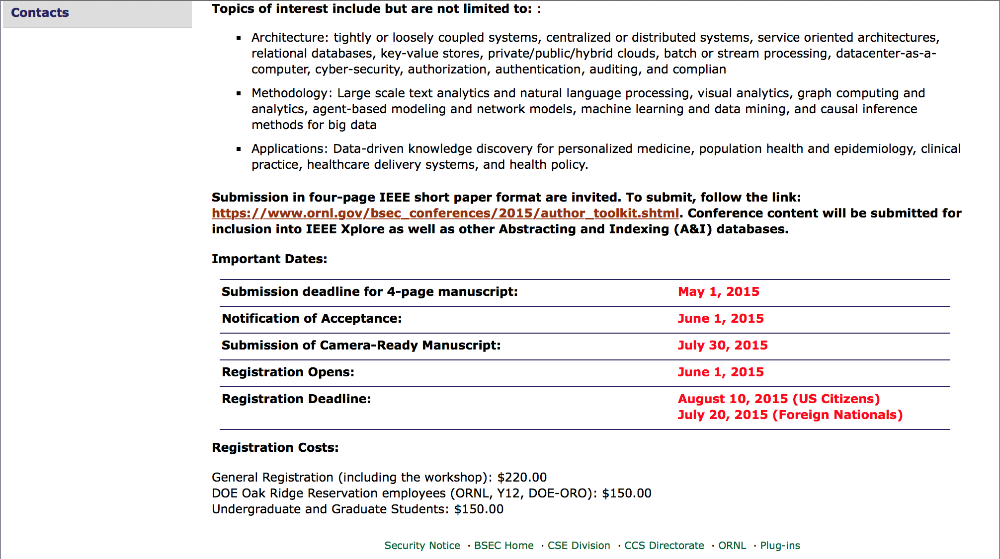 Contacts
Topics of interest include but are not limited to: :
▪ Architecture: tightly or loosely coupled systems, centralized or distributed systems, service oriented architectures,
relational databases, key-value stores, private/public/hybrid clouds, batch or stream processing, datacenter-as-a-
computer, cyber-security, authorization, authentication, auditing, and complian
▪ Methodology: Large scale text analytics and natural language processing, visual analytics, graph computing and
analytics, agent-based modeling and network models, machine learning and data mining, and causal inference
methods for big data
▪ Applications: Data-driven knowledge discovery for personalized medicine, population health and epidemiology, clinical
practice, healthcare delivery systems, and health policy.
Submission in four-page IEEE short paper format are invited. To submit, follow the link:
https://www.ornl.gov/bsec_conferences/2015/author_toolkit.shtml. Conference content will be submitted for
inclusion into IEEE Xplore as well as other Abstracting and Indexing (A&I) databases.
Important Dates:
Submission deadline for 4-page manuscript: May 1, 2015
Notification of Acceptance: June 1, 2015
Submission of Camera-Ready Manuscript: July 30, 2015
Registration Opens: June 1, 2015
Registration Deadline: August 10, 2015 (US Citizens)
July 20, 2015 (Foreign Nationals)
Registration Costs:
General Registration (including the workshop): $220.00
DOE Oak Ridge Reservation employees (ORNL, Y12, DOE-ORO): $150.00
Undergraduate and Graduate Students: $150.00
Security Notice · BSEC Home · CSE Division · CCS Directorate · ORNL · Plug-ins